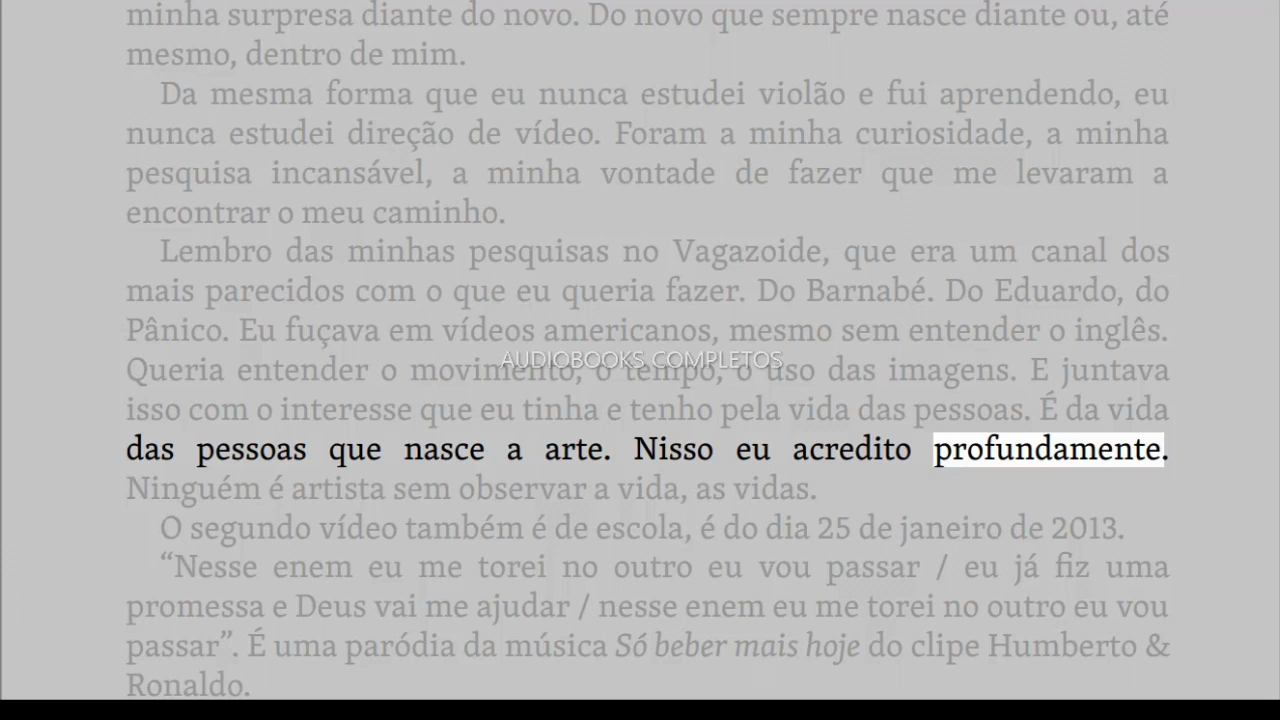 minha surpresa diante do novo. Do novo que sempre nasce diante ou, até
mesmo, dentro de mim.
Da mesma forma que eu nunca estudei violão e fui aprendendo, eu
nunca estudei direção de vídeo. Foram a minha curiosidade, a minha
pesquisa incansável, a minha vontade de fazer que me levaram a
encontrar o meu caminho.
Lembro das minhas pesquisas no Vagazoide, que era um canal dos
mais parecidos com o que eu queria fazer. Do Barnabé. Do Eduardo, do
Pânico. Eu fuçava em vídeos americanos, mesmo sem entender o inglês.
AUDIOBOOKS COMPLETOS
Queria entender o movimento, o tempo, o uso das imagens. E juntava
isso com o interesse que eu tinha e tenho pela vida das pessoas. É da vida
das pessoas que nasce a arte. Nisso eu acredito profundamente.
Ninguém é artista sem observar a vida, as vidas.
O segundo vídeo também é de escola, é do dia 25 de janeiro de 2013.
“Nesse enem eu me torei no outro eu vou passar / eu já fiz uma
promessa e Deus vai me ajudar / nesse enem eu me torei no outro eu vou
passar”. É uma paródia da música Só beber mais hoje do clipe Humberto &
Ronaldo.